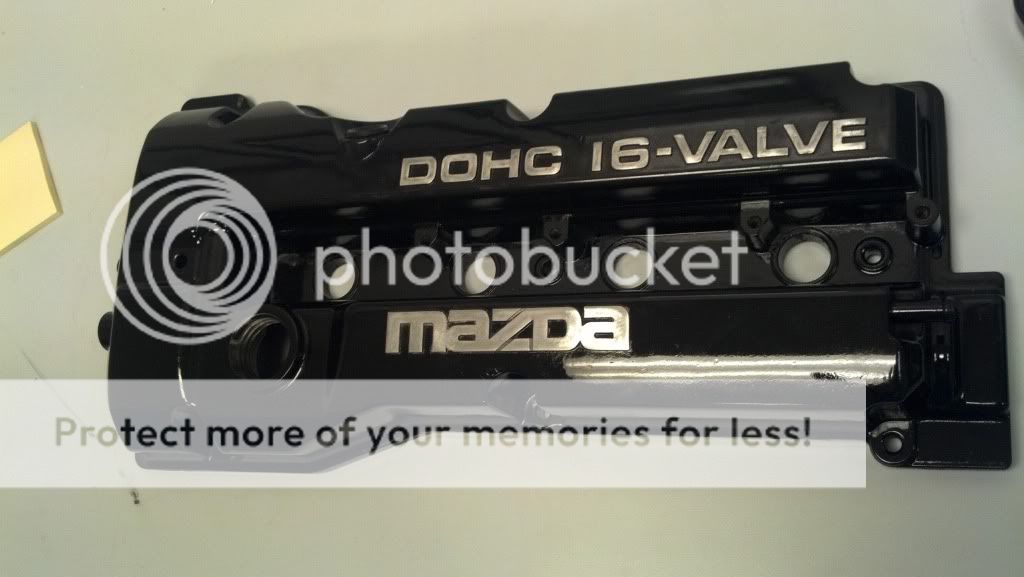 DOHC 16-VALVE
photobucket
mazda
Protect more of your memories for less!